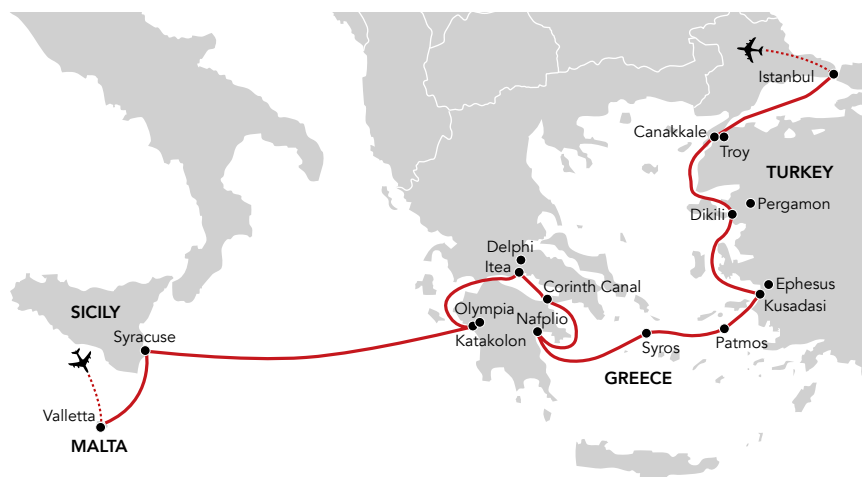 Istanbul
Canakkale
Troy
TURKEY
Pergamon
Dikili
Delphi
Itea
Ephesus
Corinth Canal
Kusadasi
Olympia
SICILY
Nafplio
Syracuse
Katakolon
Patmos
Syros
GREECE
Valletta
MALTA